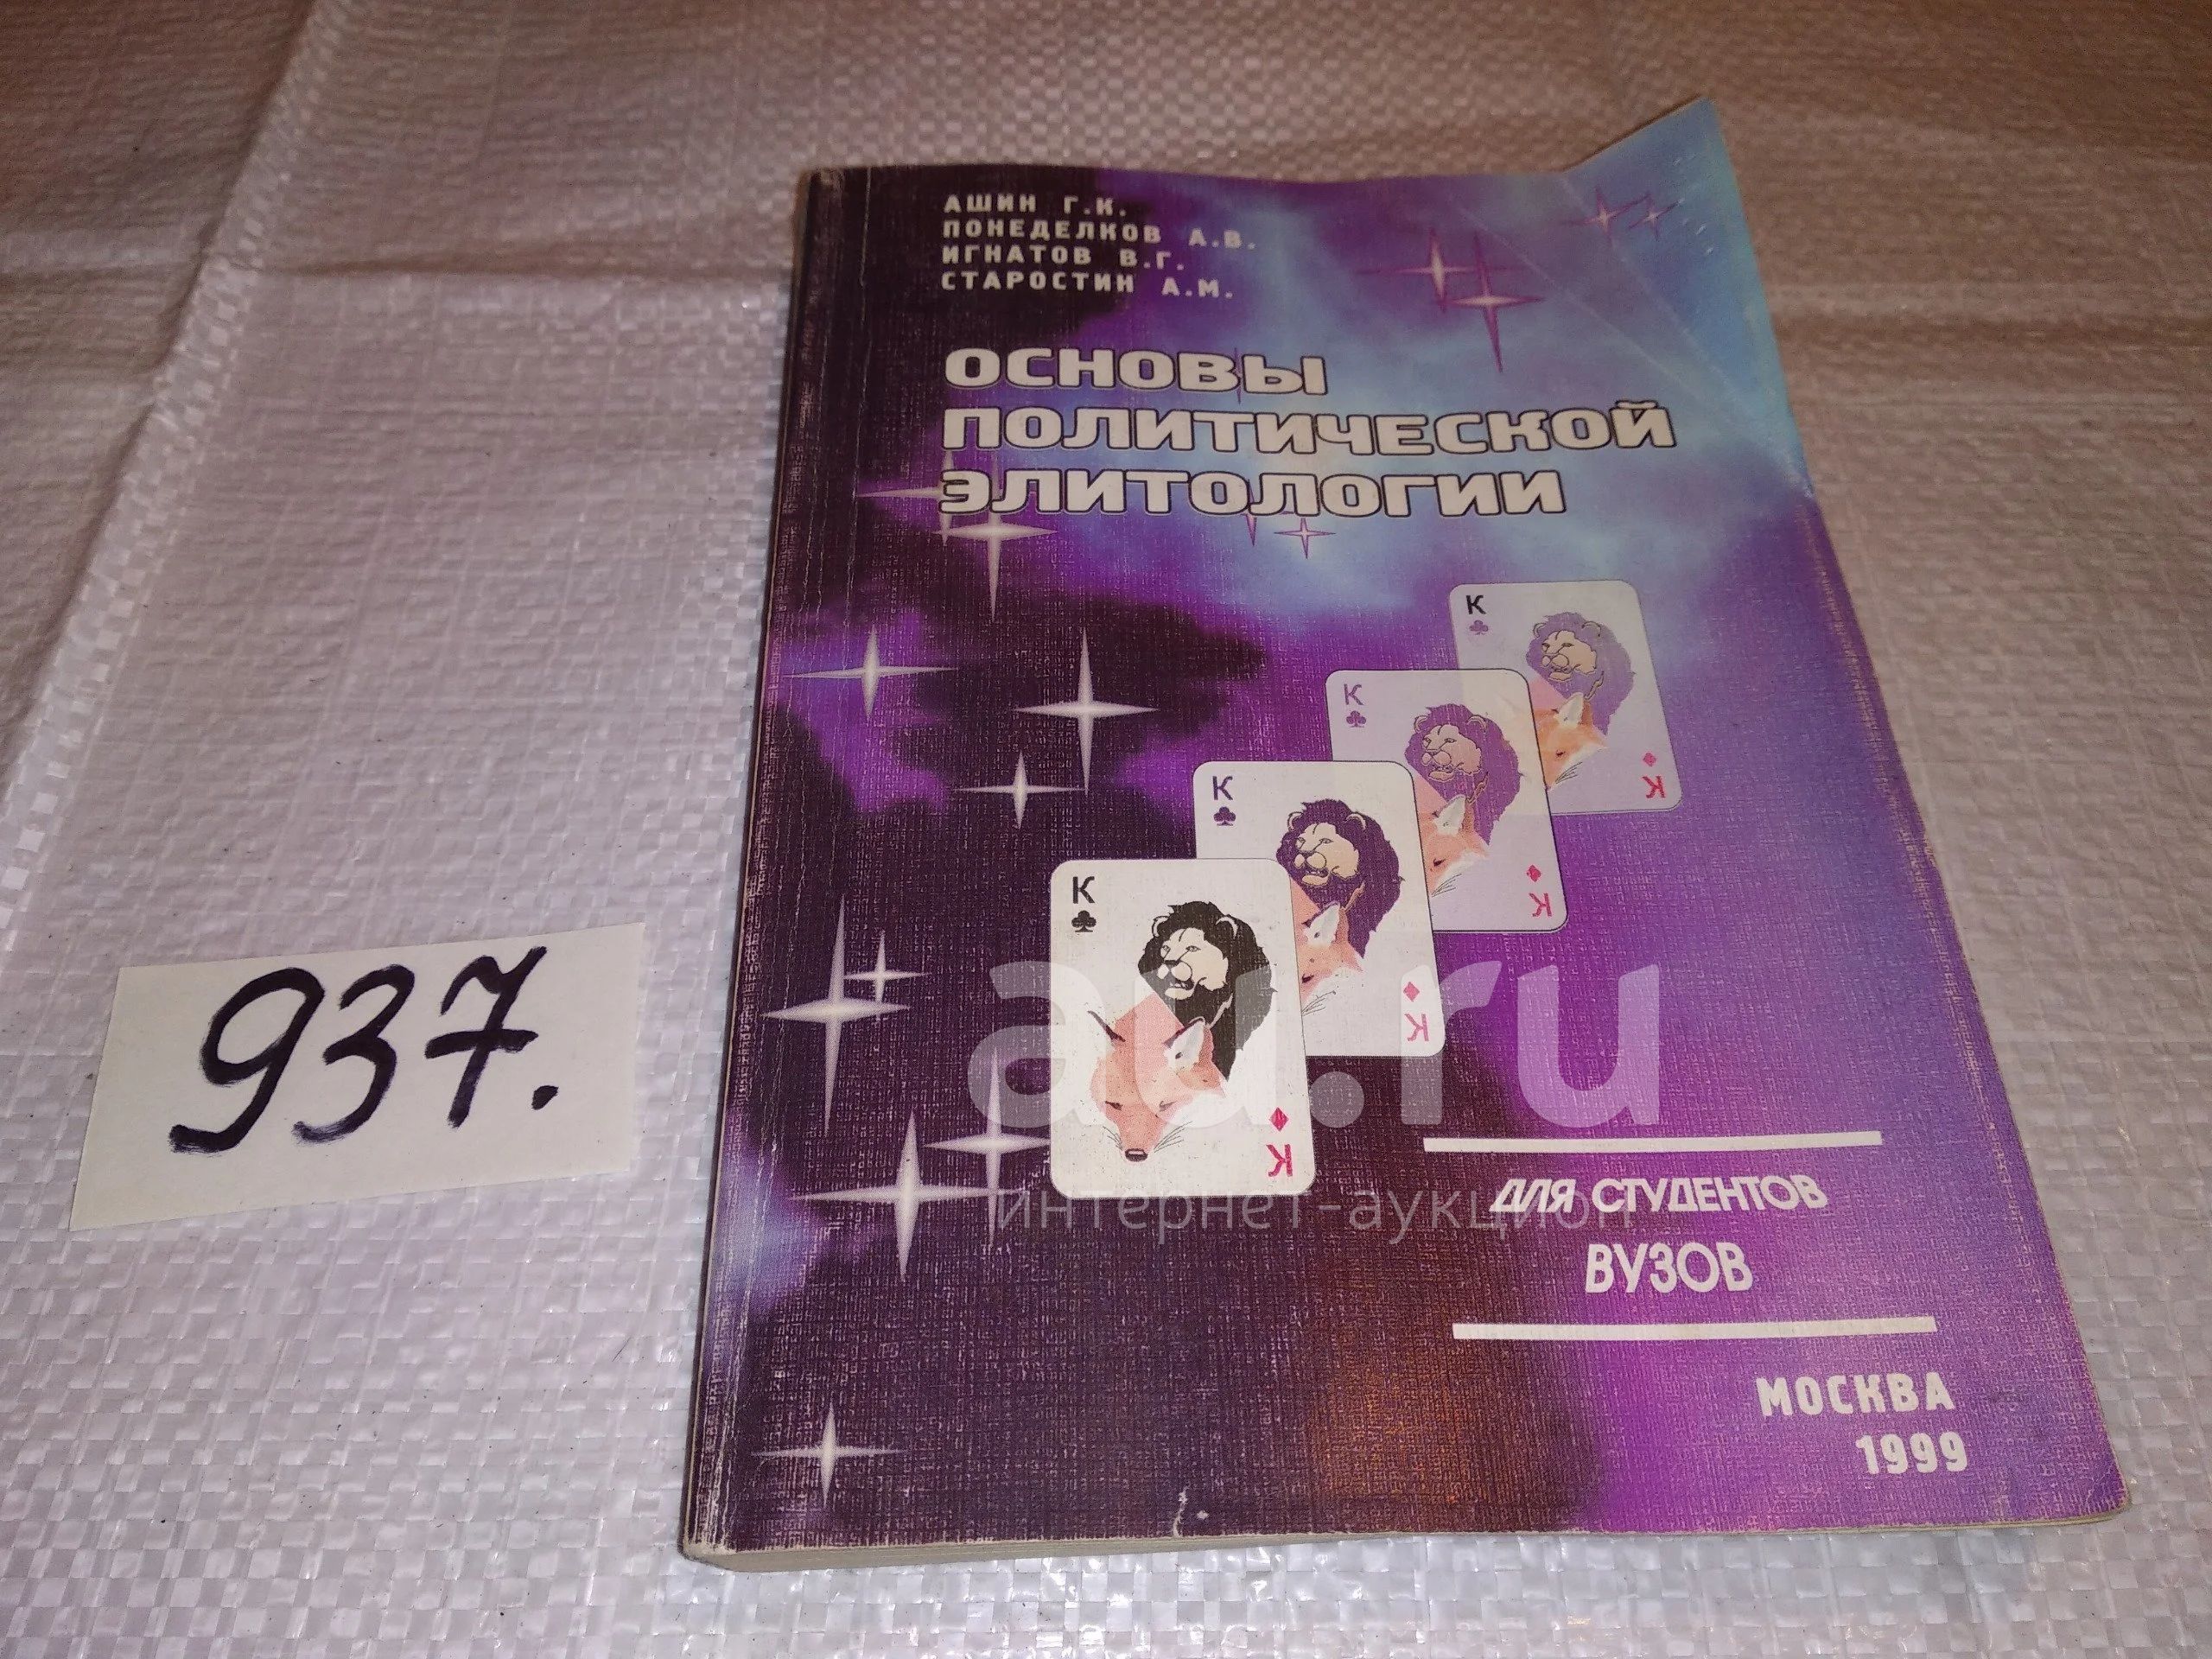 АШИН Г.К.
ПОНЕДЕЛКОВ А.В.
ИГНАТОВ В.Г.
СТАРОСТИН А.М.
ОСНОВЫ
ПОЛИТИЧЕСКОЙ
ЭЛИТОЛОГИИ
К
К
К
К
К
К
К
К
937.
au.ru
интернет-аукцион
ДЛЯ СТУДЕНТОВ
ВУЗОВ
МОСКВА
1999